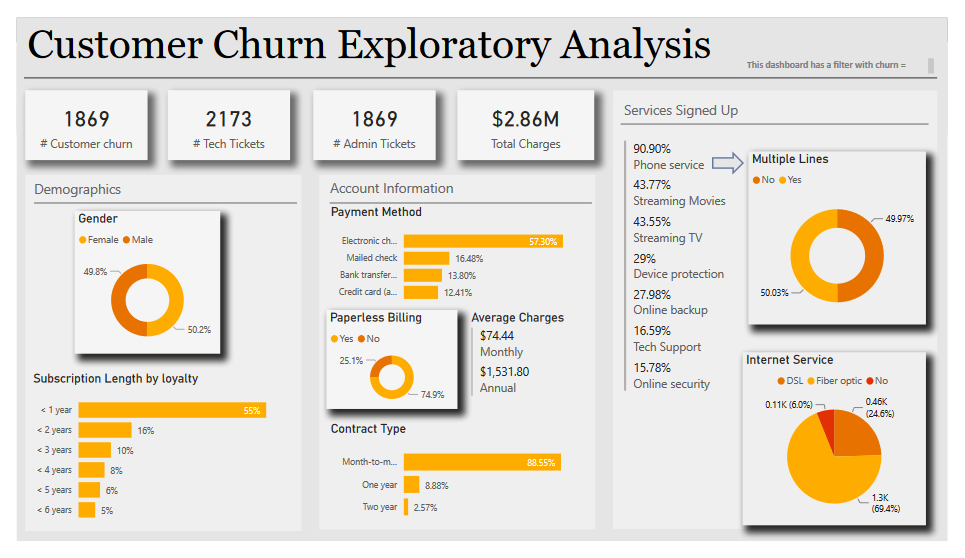 Customer Churn Exploratory Analysis
This dashboard has a filter with churn =
1869
# Customer churn
2173
# Tech Tickets
1869
# Admin Tickets
$2.86M
Total Charges
Demographics
Gender
Female Male
49.8%
50.2%
Subscription Length by loyalty
< 1 year 55%
< 2 years 16%
< 3 years 10%
< 4 years 8%
< 5 years 6%
< 6 years 5%
Account Information
Payment Method
Electronic ch... 57.30%
Mailed check 16.48%
Bank transfer... 13.80%
Credit card (a... 12.41%
Paperless Billing
Yes No
25.1%
74.9%
Average Charges
$74.44
Monthly
$1,531.80
Annual
Contract Type
Month-to-m... 88.55%
One year 8.88%
Two year 2.57%
Services Signed Up
90.90%
Phone service
43.77%
Streaming Movies
43.55%
Streaming TV
29%
Device protection
27.98%
Online backup
16.59%
Tech Support
15.78%
Online security
Multiple Lines
No Yes
49.97%
50.03%
Internet Service
DSL Fiber optic No
0.11K (6.0%)
0.46K
(24.6%)
1.3K
(69.4%)